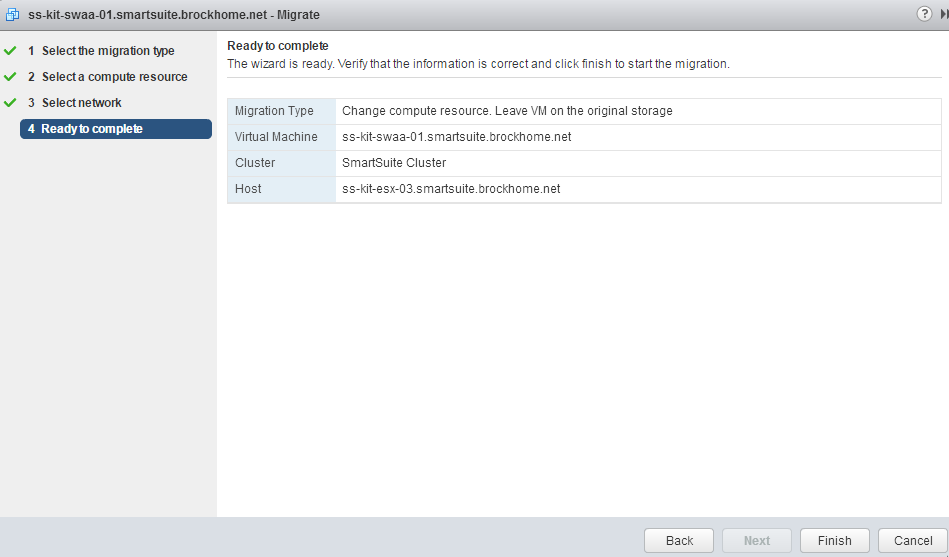 ss-kit-swaa-01.smartsuite.brockhome.net - Migrate
?
1 Select the migration type
2 Select a compute resource
3 Select network
4 Ready to complete
Ready to complete
The wizard is ready. Verify that the information is correct and click finish to start the migration.
Migration Type Change compute resource. Leave VM on the original storage
Virtual Machine ss-kit-swaa-01.smartsuite.brockhome.net
Cluster SmartSuite Cluster
Host ss-kit-esx-03.smartsuite.brockhome.net
Back Next Finish Cancel